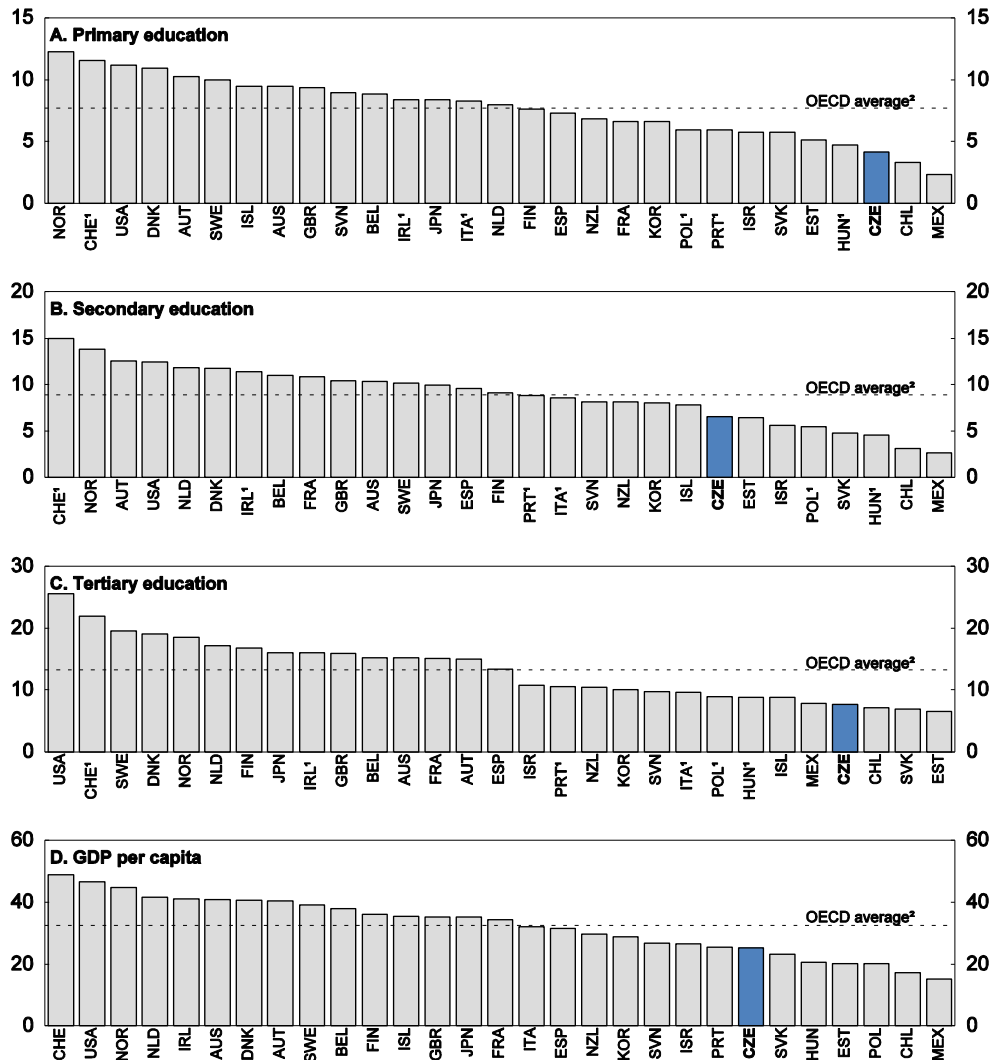 A. Primary education
15 15
10 10
5 5
0 0
OECD average²
NOR CHE¹ USA DNK AUT SWE ISL AUS GBR SVN BEL IRL¹ JPN ITA¹ NLD FIN ESP NZL FRA KOR POL¹ PRT¹ ISR SVK EST HUN¹ CZE CHL MEX
B. Secondary education
20 20
15 15
10 10
5 5
0 0
OECD average²
CHE¹ NOR AUT USA NLD DNK IRL¹ BEL FRA GBR AUS SWE JPN ESP FIN PRT¹ ITA¹ SVN NZL KOR ISL CZE EST ISR POL¹ SVK HUN¹ CHL MEX
C. Tertiary education
30 30
20 20
10 10
0 0
OECD average²
USA CHE¹ SWE DNK NOR NLD FIN JPN IRL¹ GBR BEL AUS FRA AUT ESP ISR PRT¹ NZL KOR SVN ITA¹ POL¹ HUN¹ ISL MEX CZE CHL SVK EST
D. GDP per capita
60 60
40 40
20 20
0 0
OECD average²
CHE USA NOR NLD IRL AUS DNK AUT SWE BEL FIN ISL GBR JPN FRA ITA ESP NZL KOR SVN ISR PRT CZE SVK HUN EST POL CHL MEX